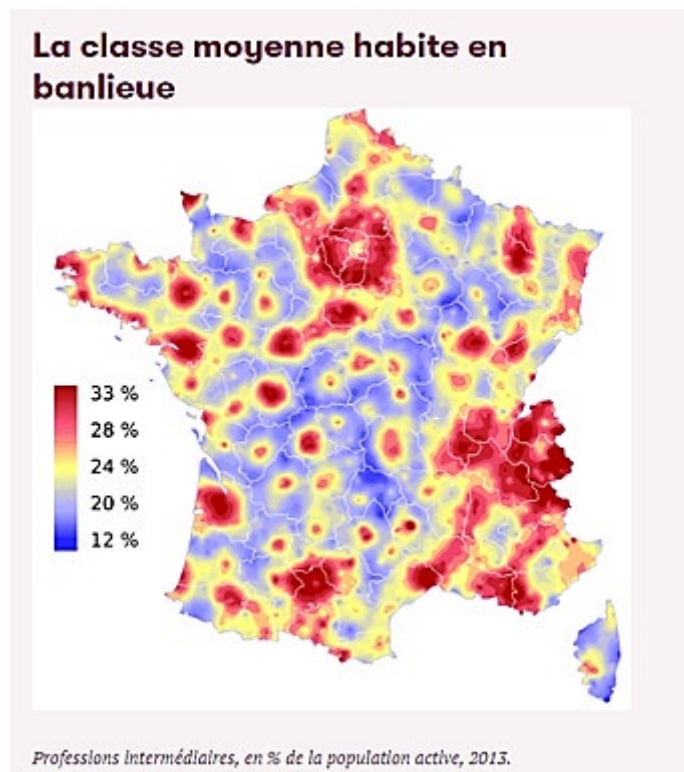 La classe moyenne habite en
banlieue
33 %
28 %
24 %
20 %
12 %
Professions intermédiaires, en % de la population active, 2013.